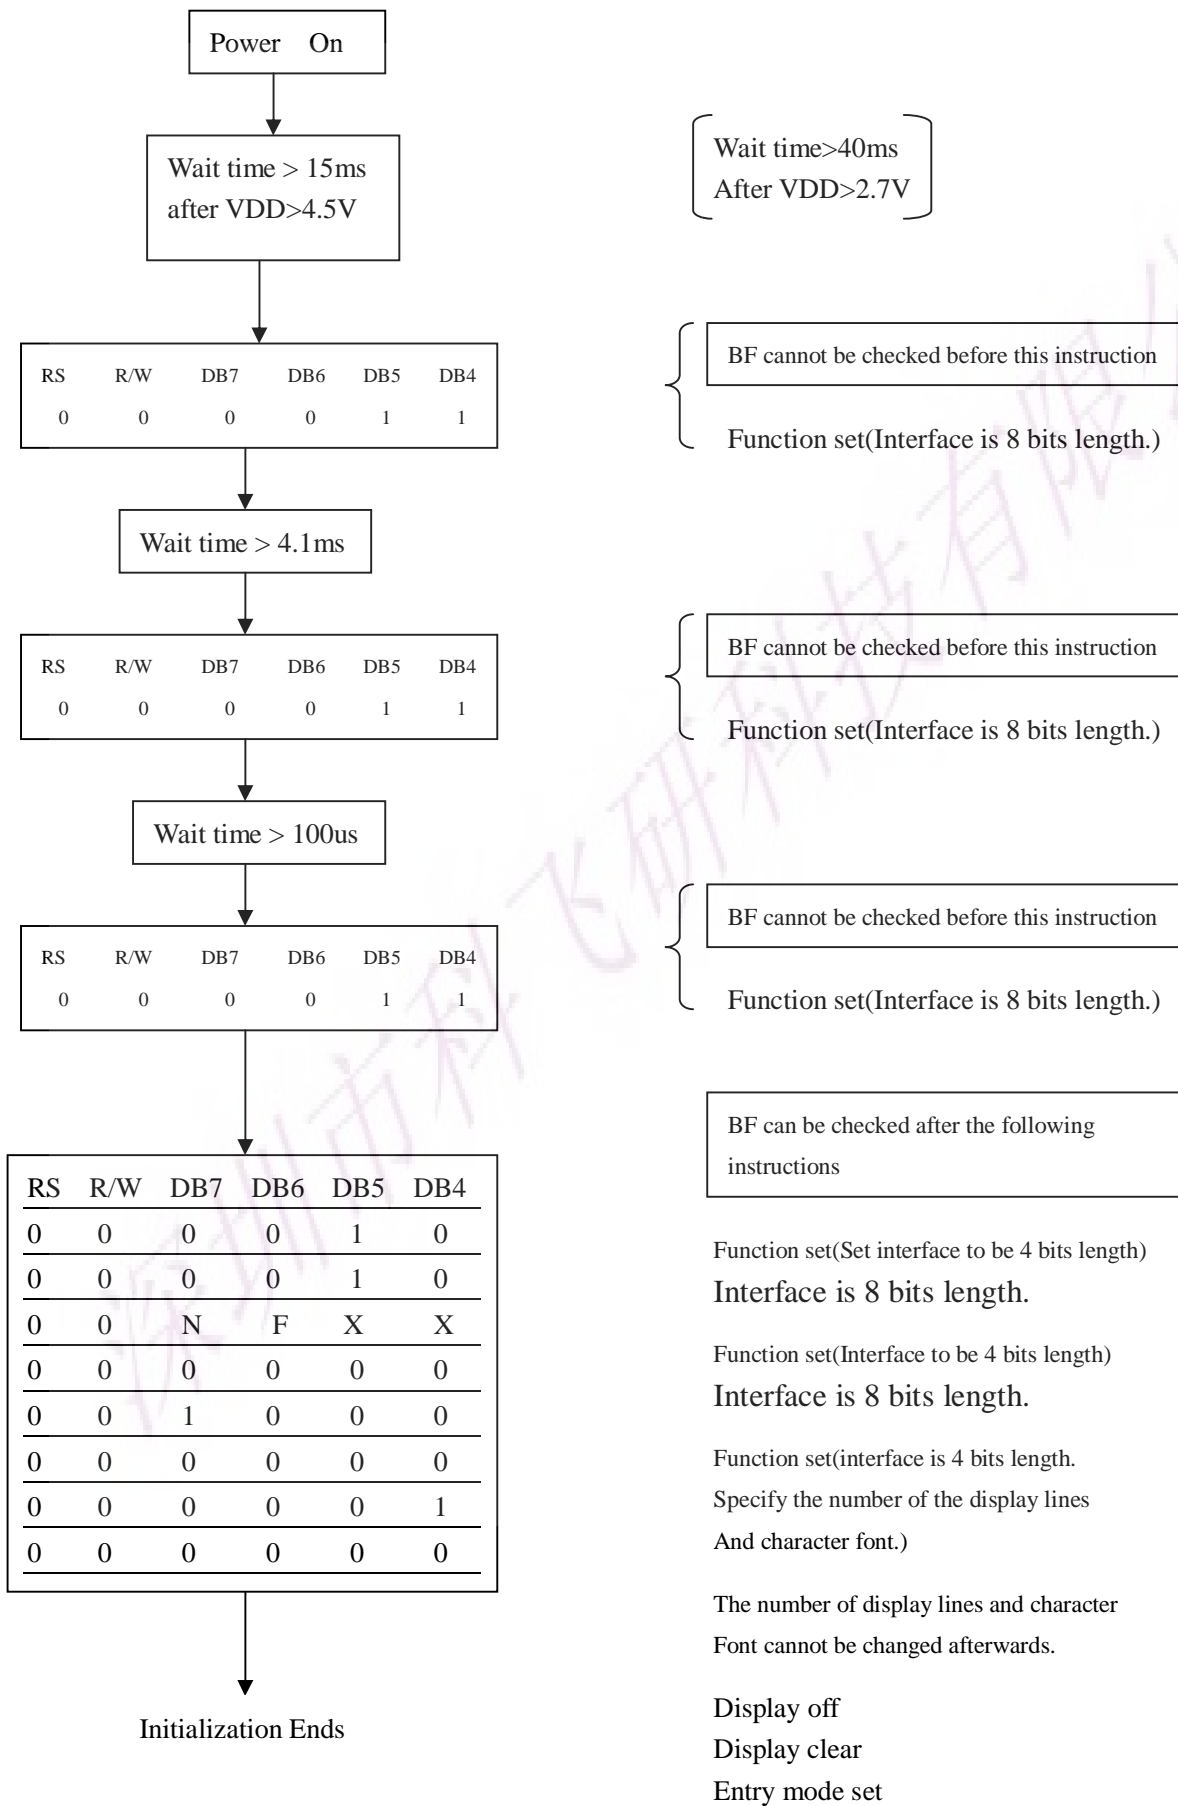 Power On
Wait time > 15ms
after VDD>4.5V
Wait time>40ms
After VDD>2.7V
RS R/W DB7 DB6 DB5 DB4
0 0 0 0 1 1
BF cannot be checked before this instruction
Function set(Interface is 8 bits length.)
Wait time > 4.1ms
RS R/W DB7 DB6 DB5 DB4
0 0 0 0 1 1
BF cannot be checked before this instruction
Function set(Interface is 8 bits length.)
Wait time > 100us
RS R/W DB7 DB6 DB5 DB4
0 0 0 0 1 1
BF cannot be checked before this instruction
Function set(Interface is 8 bits length.)
RS R/W DB7 DB6 DB5 DB4
0 0 0 0 1 0
0 0 0 0 1 0
0 0 N F X X
0 0 0 0 0 0
0 0 1 0 0 0
0 0 0 0 0 0
0 0 0 0 0 1
0 0 0 0 0 0
Initialization Ends
BF can be checked after the following
instructions
Function set(Set interface to be 4 bits length)
Interface is 8 bits length.
Function set(Interface to be 4 bits length)
Interface is 8 bits length.
Function set(interface is 4 bits length.
Specify the number of the display lines
And character font.)
The number of display lines and character
Font cannot be changed afterwards.
Display off
Display clear
Entry mode set
深圳市科飞研科技有限公